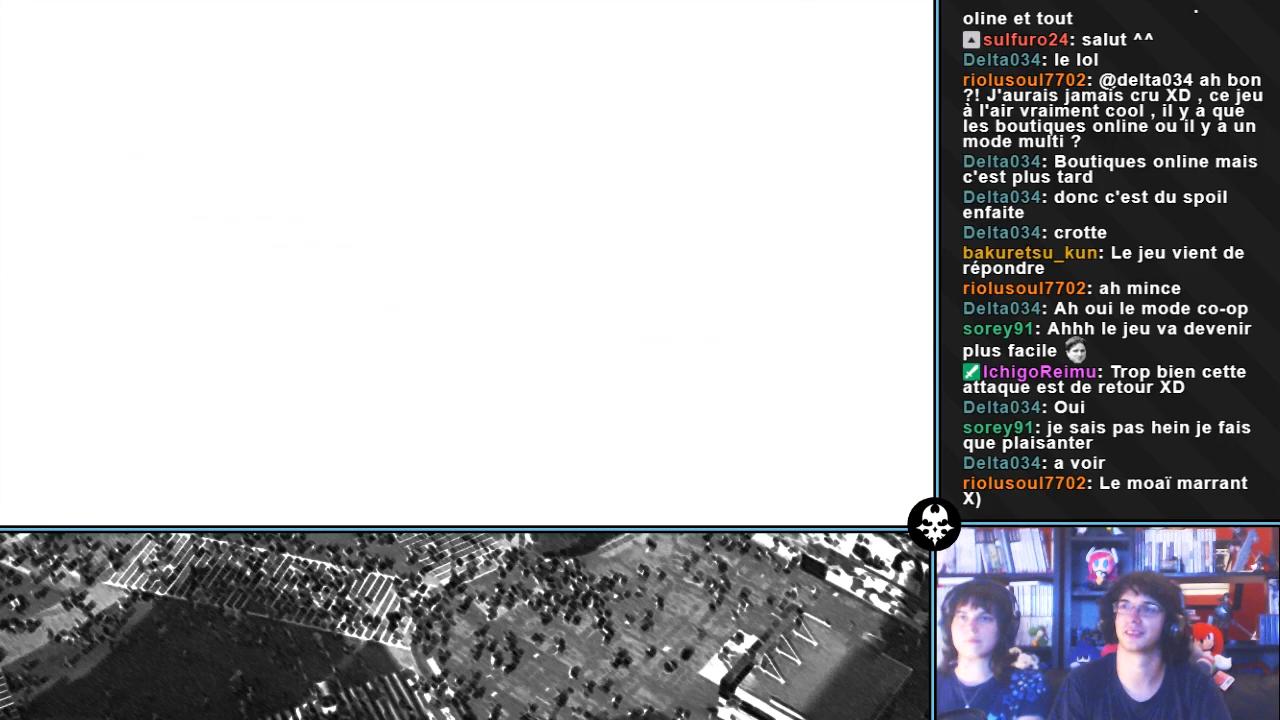 oline et tout
sulfuro24: salut ^^
Delta034: le lol
riolusoul7702: @delta034 ah bon
?! J'aurais jamais cru XD , ce jeu
à l'air vraiment cool , il y a que
les boutiques online ou il y a un
mode multi ?
Delta034: Boutiques online mais
c'est plus tard
Delta034: donc c'est du spoil
enfaite
Delta034: crotte
bakuretsu_kun: Le jeu vient de
répondre
riolusoul7702: ah mince
Delta034: Ah oui le mode co-op
sorey91: Ahhh le jeu va devenir
plus facile
IchigoReimu: Trop bien cette
attaque est de retour XD
Delta034: Oui
sorey91: je sais pas hein je fais
que plaisanter
Delta034: a voir
riolusoul7702: Le moaï marrant
X)